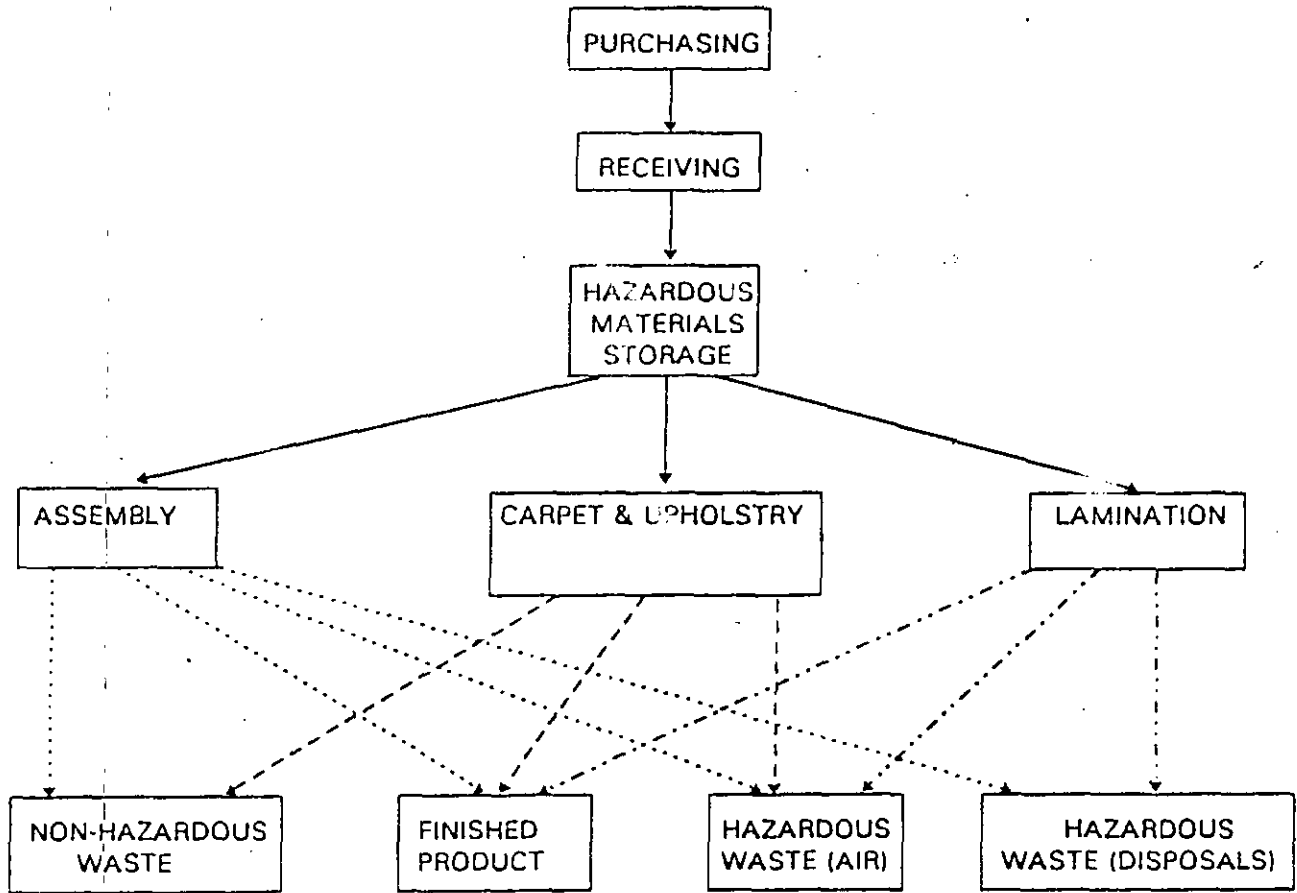 PURCHASING
RECEIVING
HAZARDOUS
MATERIALS
STORAGE
ASSEMBLY
CARPET & UPHOLSTRY
LAMINATION
NON-HAZARDOUS
WASTE
FINISHED
PRODUCT
HAZARDOUS
WASTE (AIR)
HAZARDOUS
WASTE (DISPOSALS)